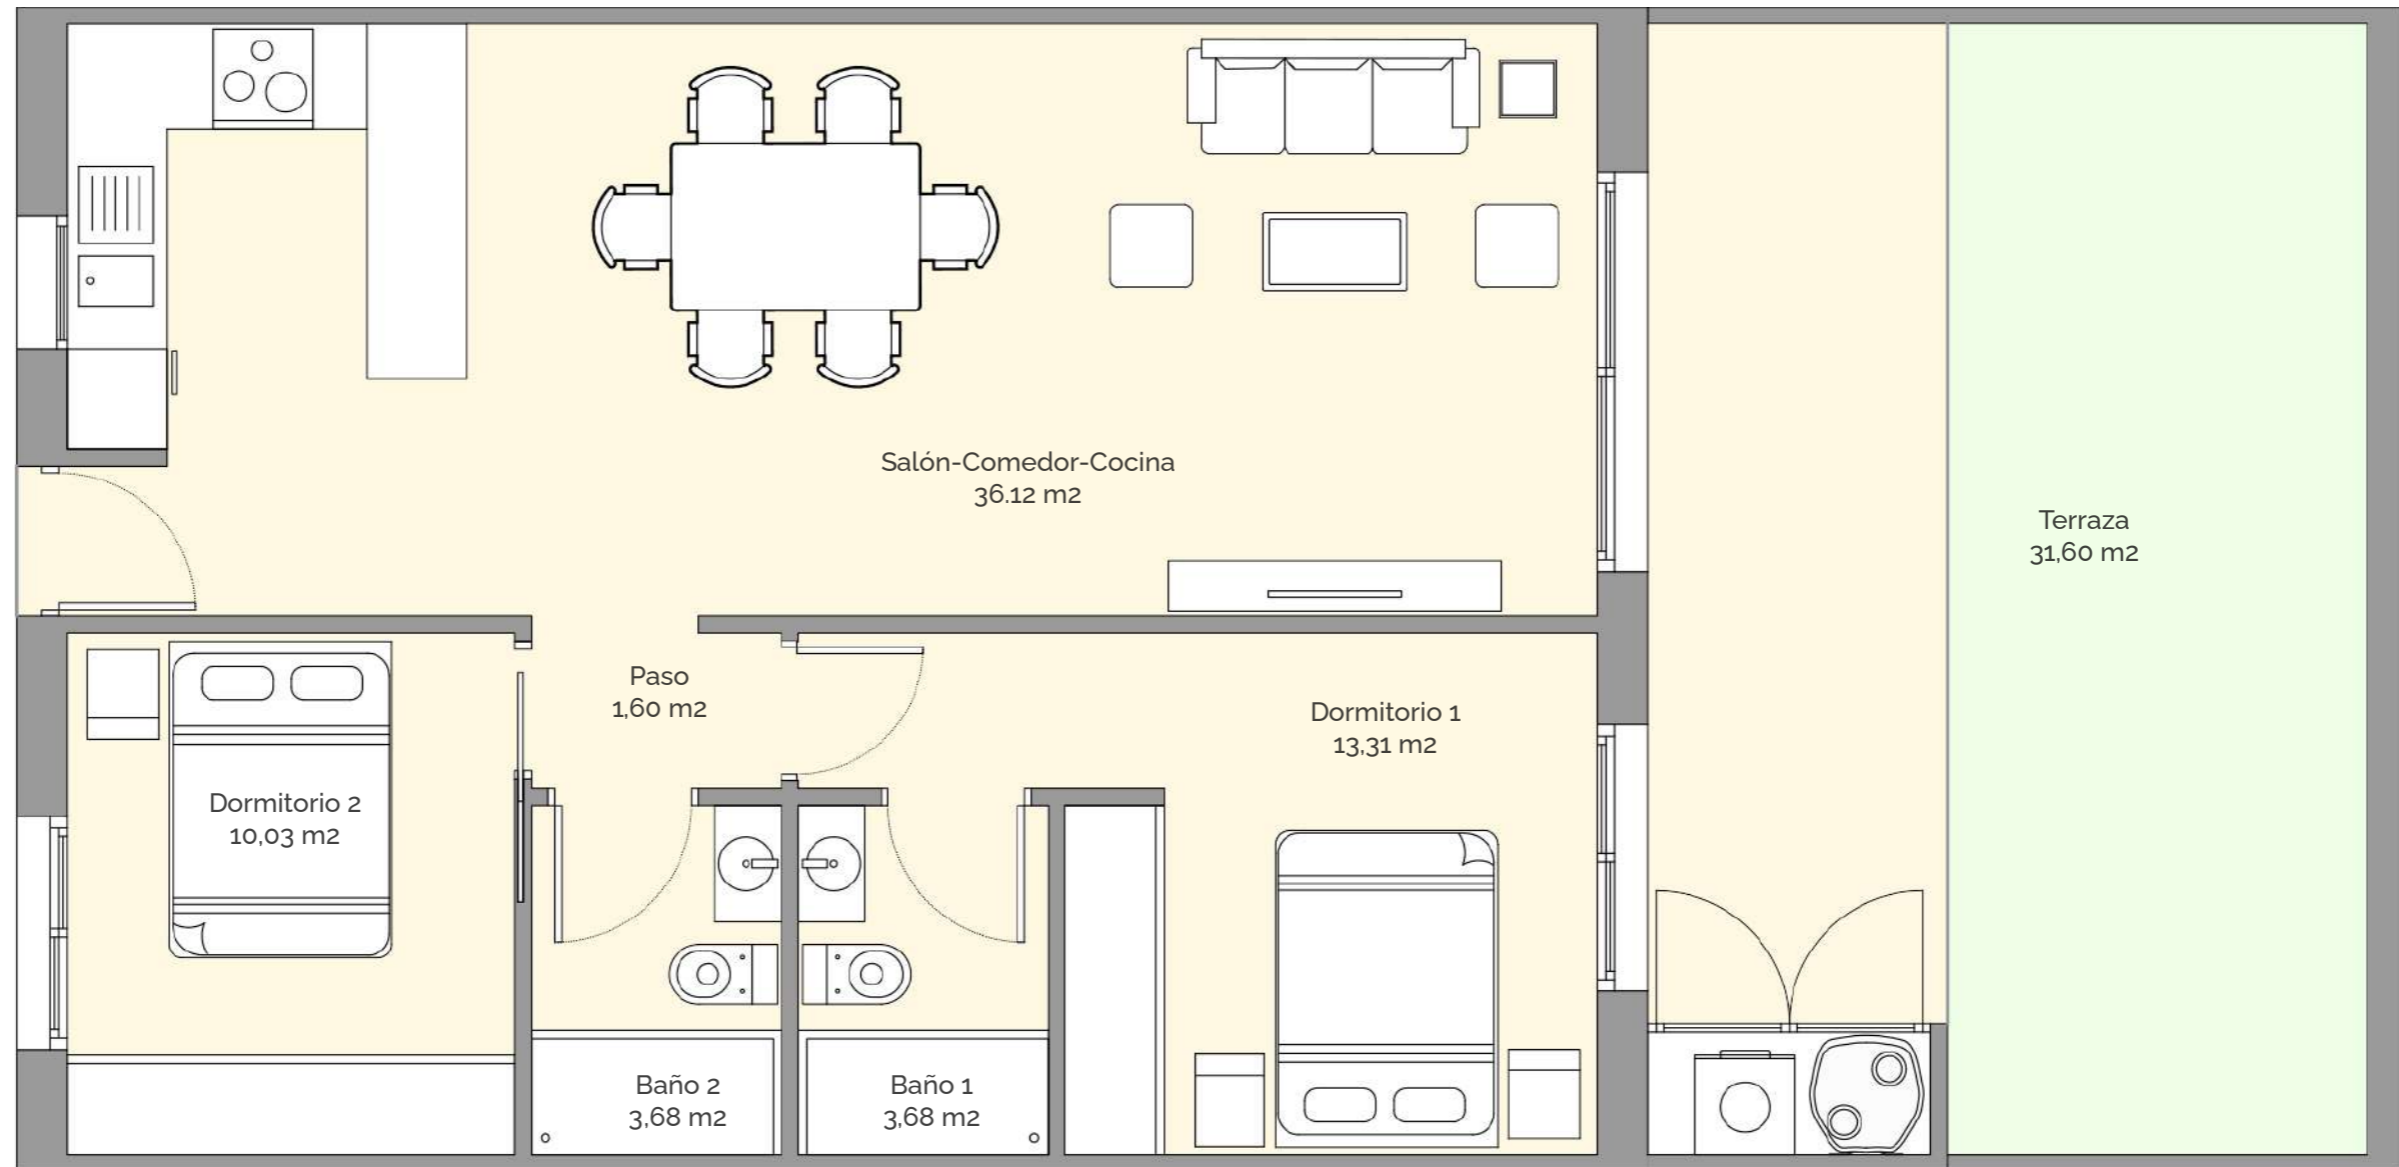 Salón-Comedor-Cocina
36.12 m2
Terraza
31,60 m2
Paso
1,60 m2
Dormitorio 1
13,31 m2
Dormitorio 2
10,03 m2
Baño 2
3,68 m2
Baño 1
3,68 m2